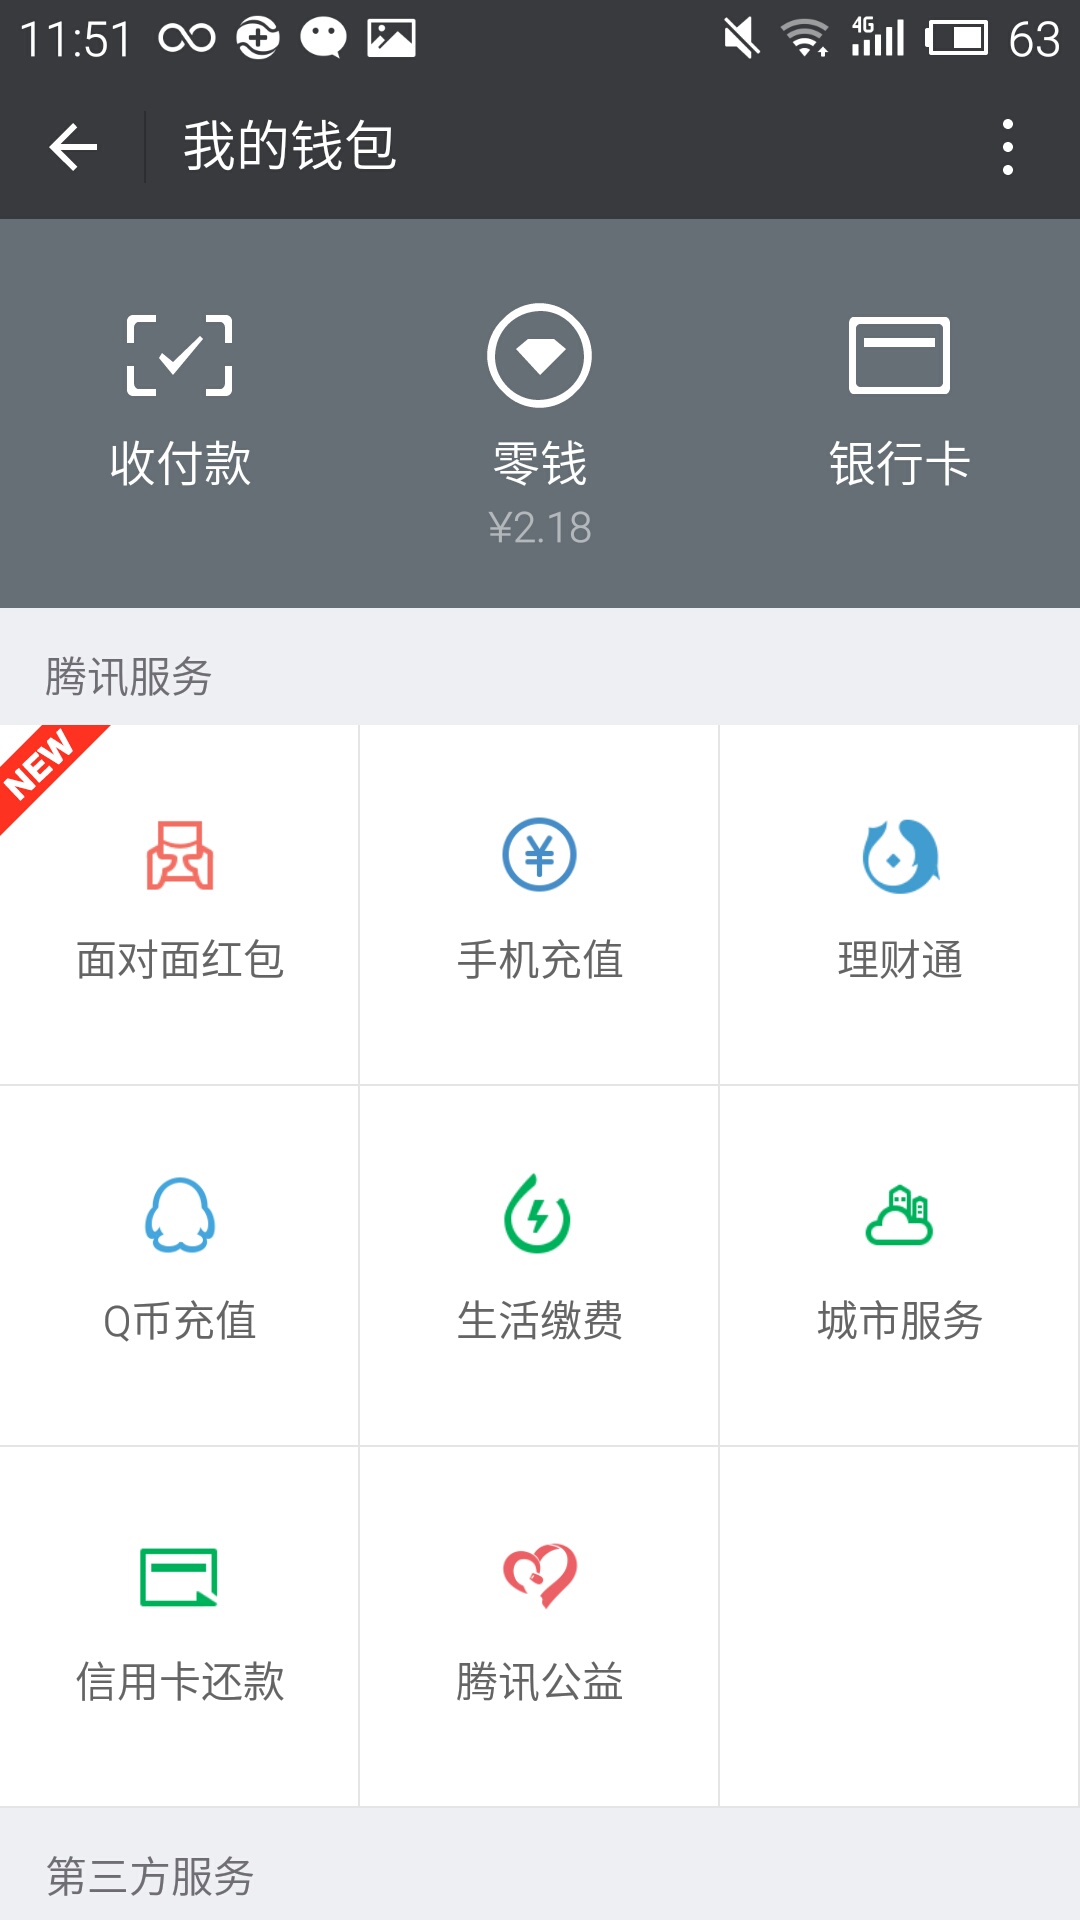 11:51 4G 63
我的钱包
收付款 零钱 银行卡
¥2.18
腾讯服务
NEW
面对面红包 手机充值 理财通
Q币充值 生活缴费 城市服务
信用卡还款 腾讯公益
第三方服务